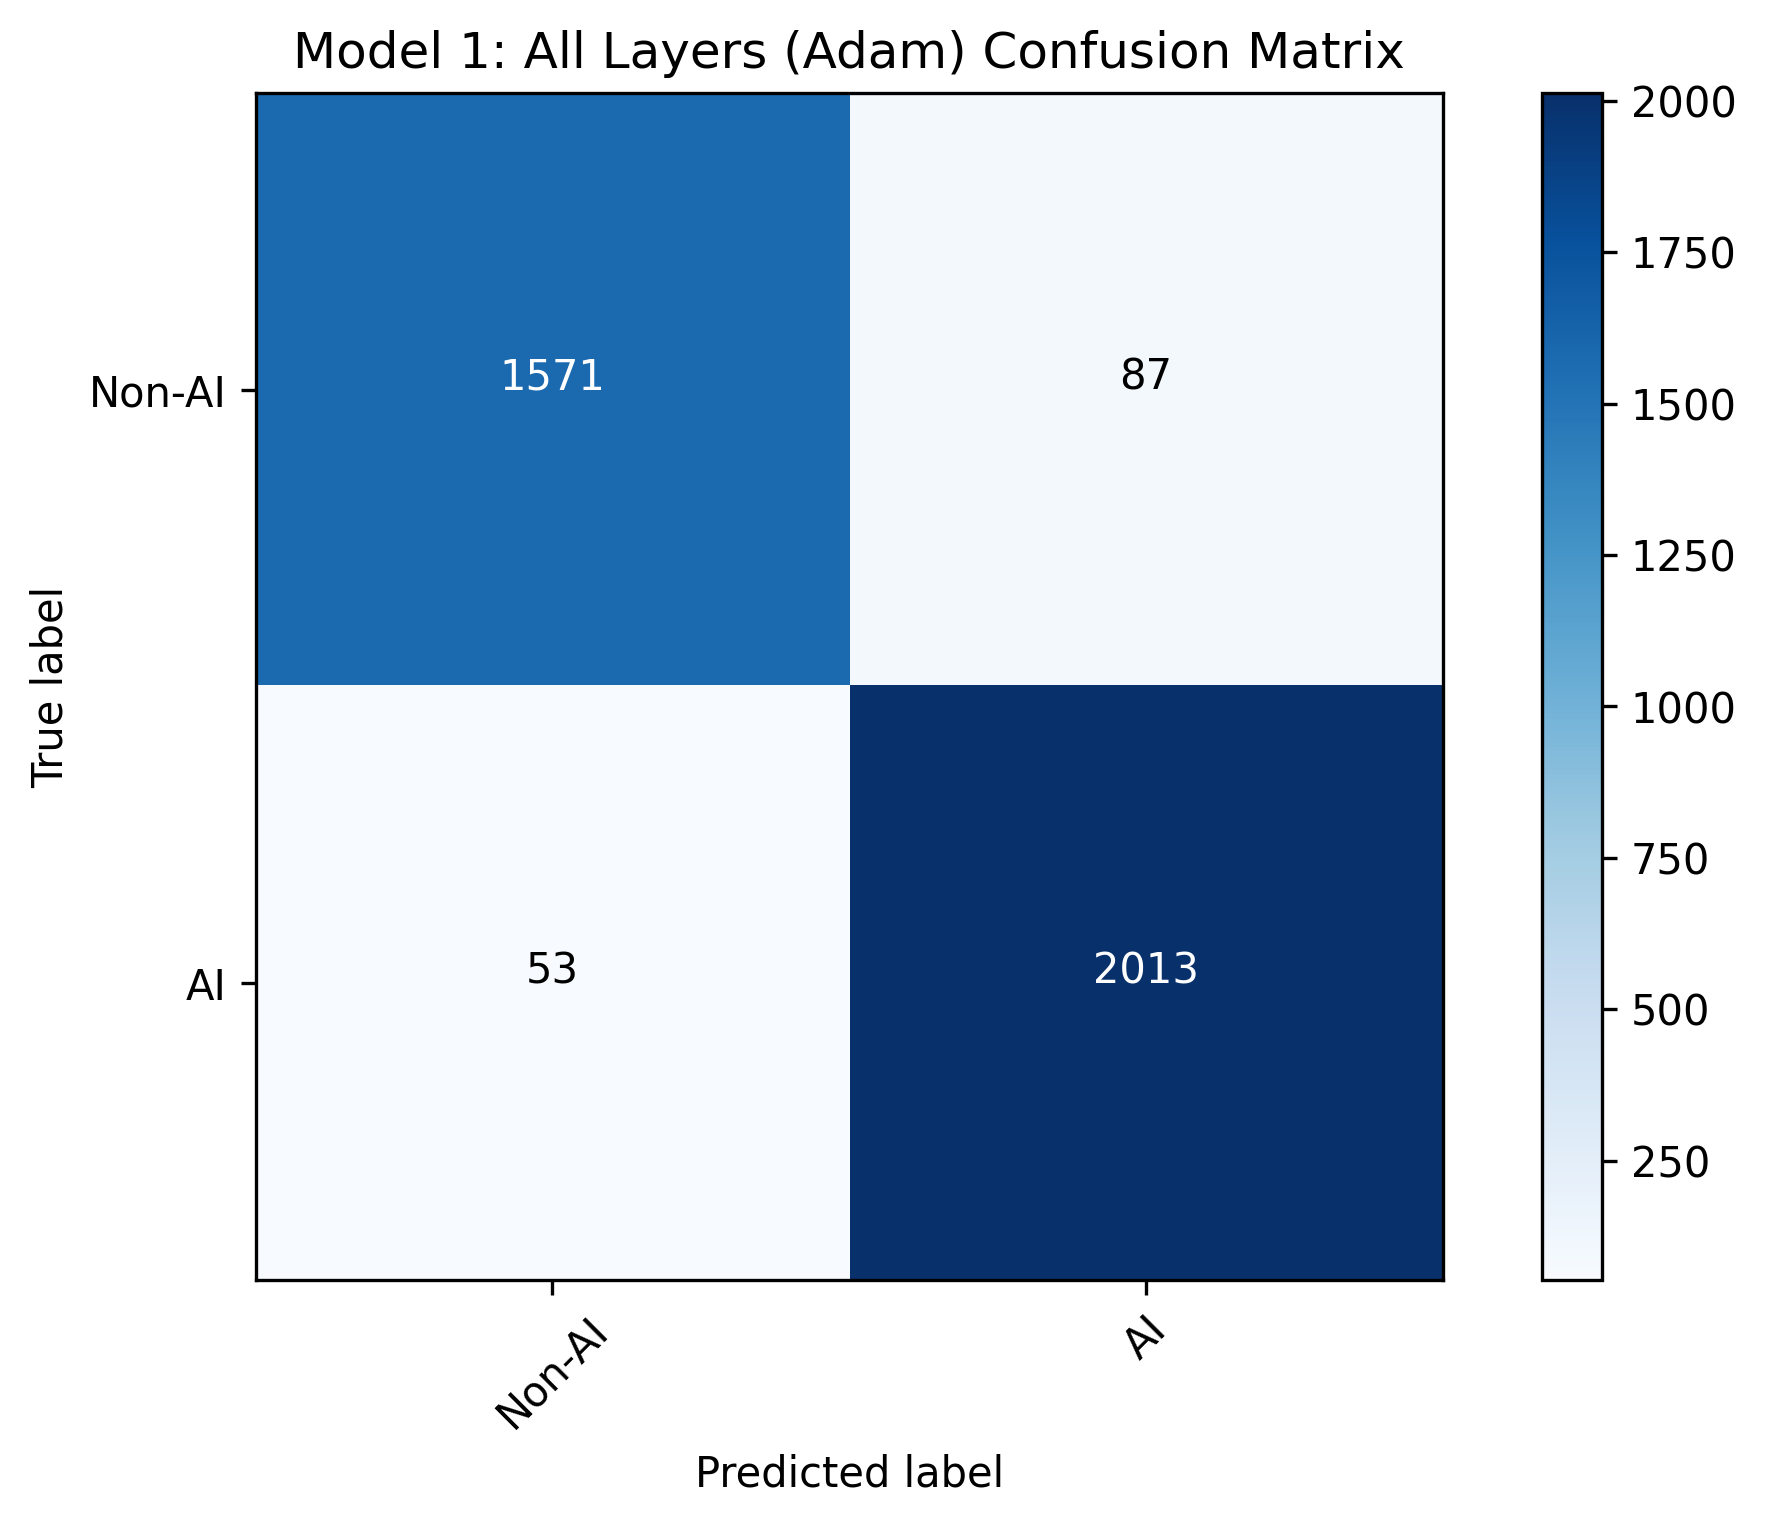 Model 1: All Layers (Adam) Confusion Matrix
2000
1750
1500
1250
1000
750
500
250
True label
Non-AI
1571
87
AI
53
2013
Non-AI
AI
Predicted label